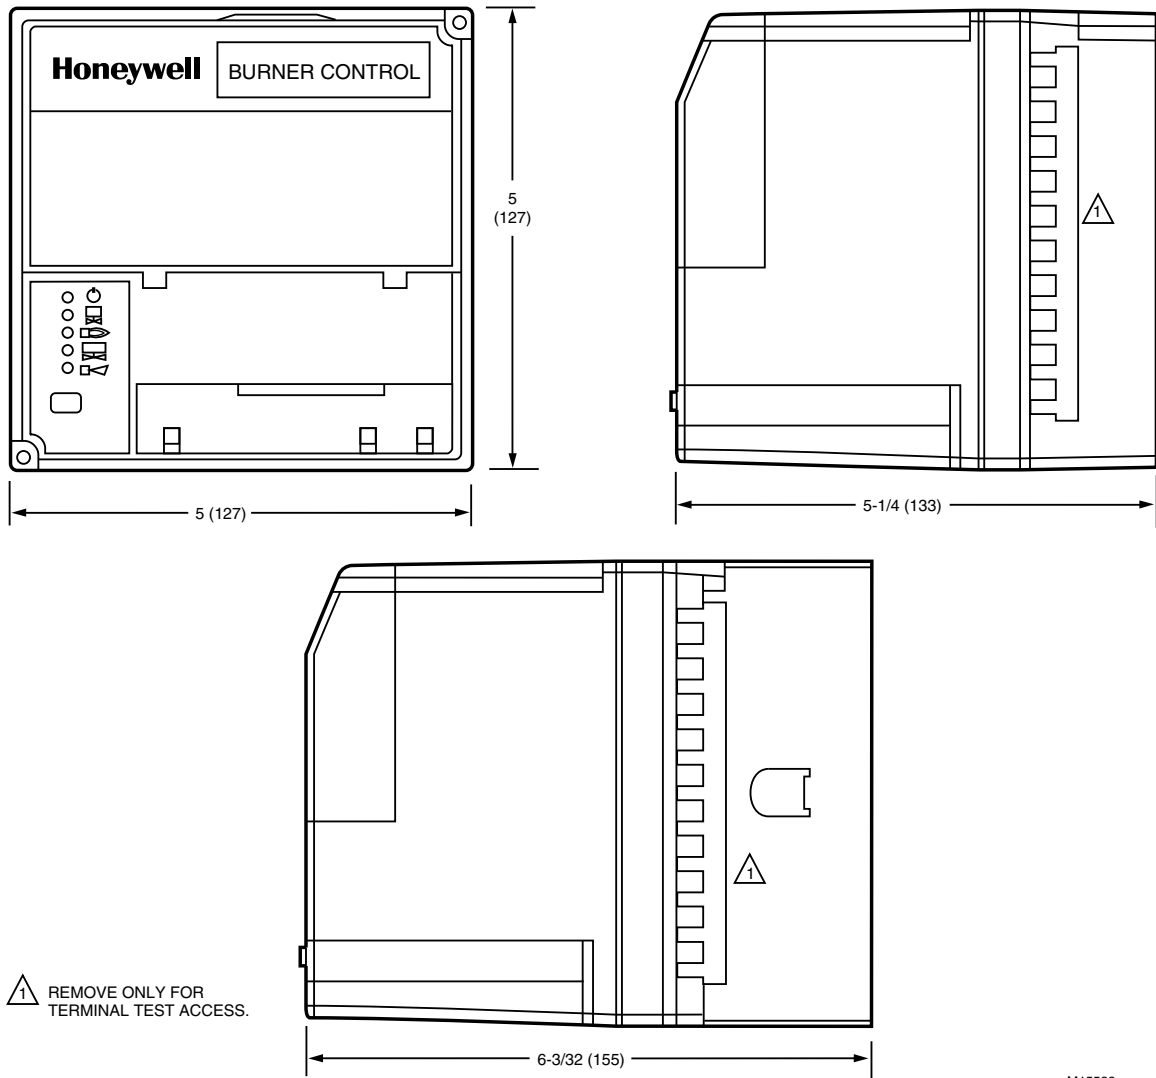 Honeywell
BURNER CONTROL
5
(127)
1
5 (127)
5-1/4 (133)
1
1
REMOVE ONLY FOR
TERMINAL TEST ACCESS.
6-3/32 (155)